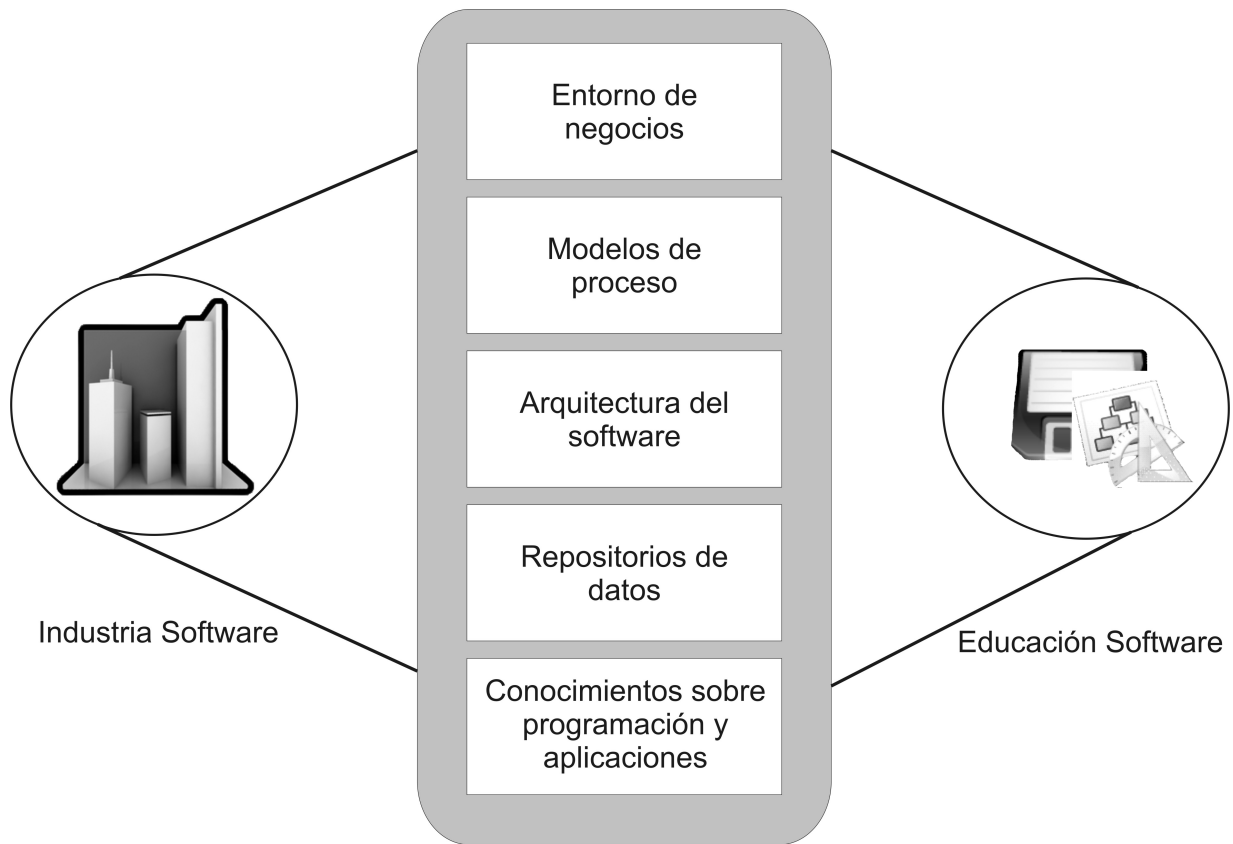 Entorno de
negocios
Modelos de
proceso
Arquitectura del
software
Repositorios de
datos
Industria Software
Educación Software
Conocimientos sobre
programación y
aplicaciones